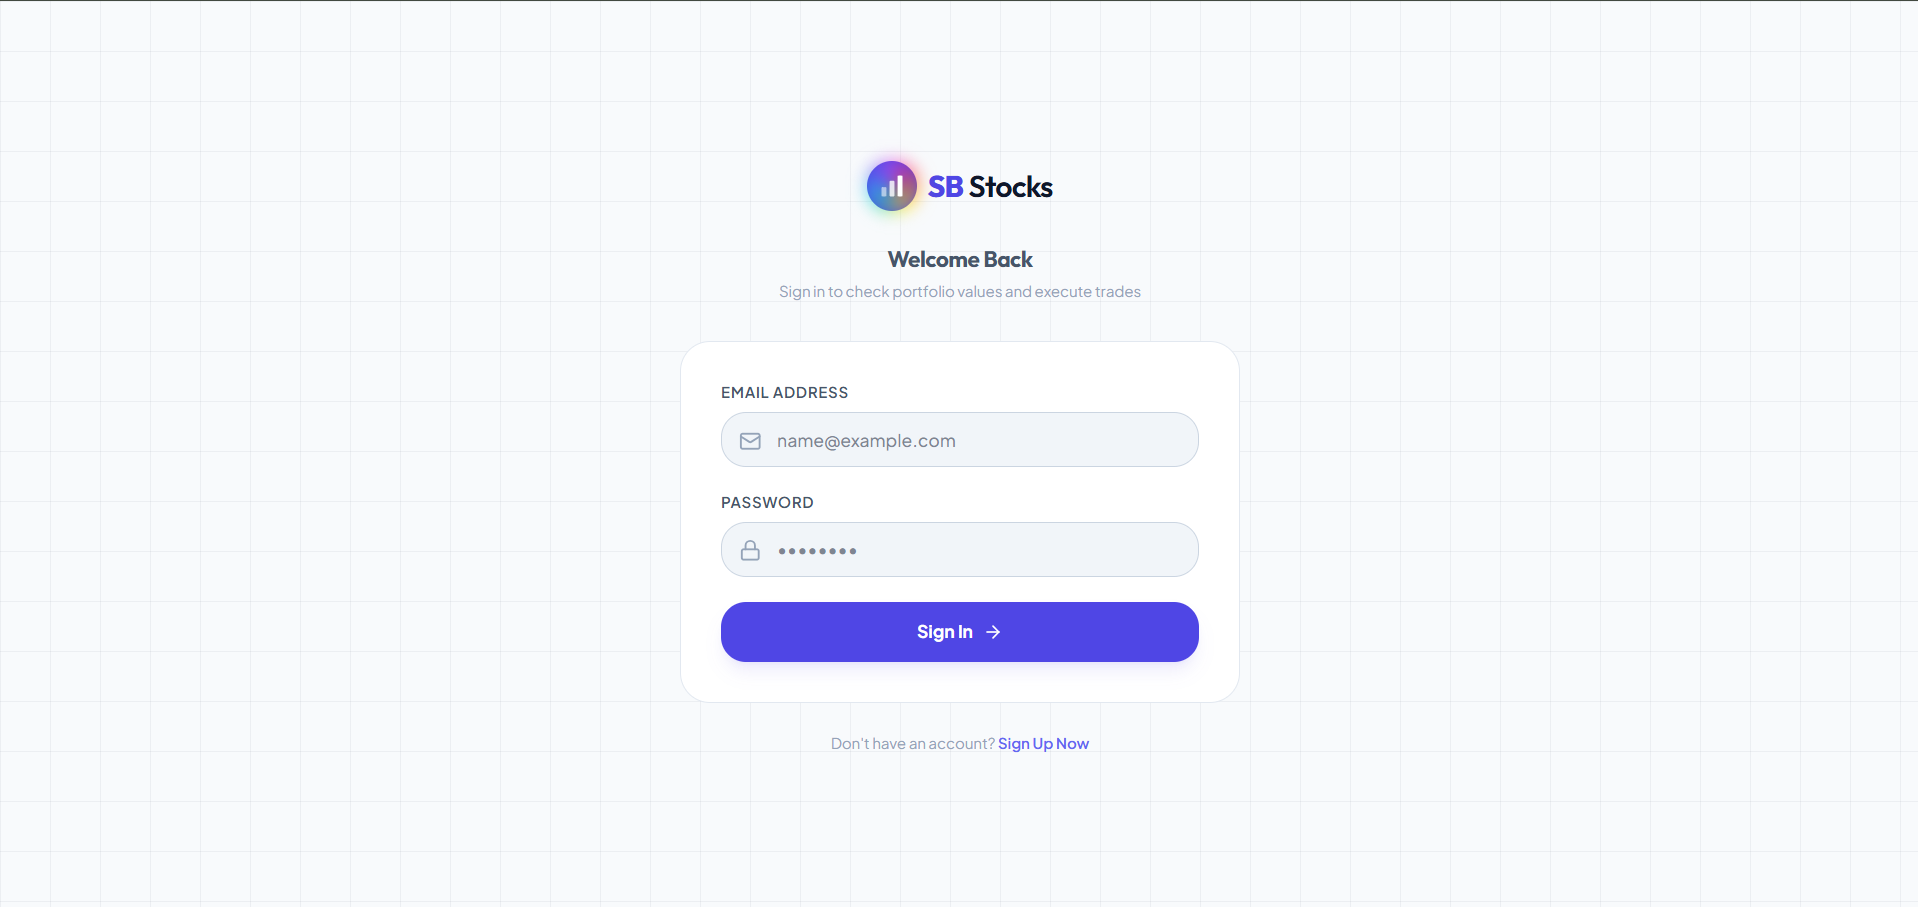 SB Stocks
Welcome Back
Sign in to check portfolio values and execute trades
EMAIL ADDRESS
name@example.com
PASSWORD
••••••••
Sign In →
Don't have an account? Sign Up Now